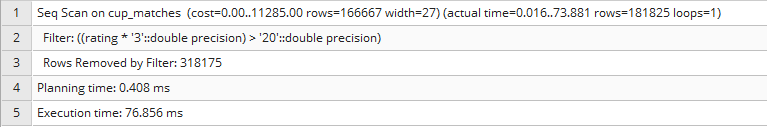 1 Seq Scan on cup_matches (cost=0.00..11285.00 rows=166667 width=27) (actual time=0.016..73.881 rows=181825 loops=1)
2 Filter: ((rating * '3'::double precision) > '20'::double precision)
3 Rows Removed by Filter: 318175
4 Planning time: 0.408 ms
5 Execution time: 76.856 ms